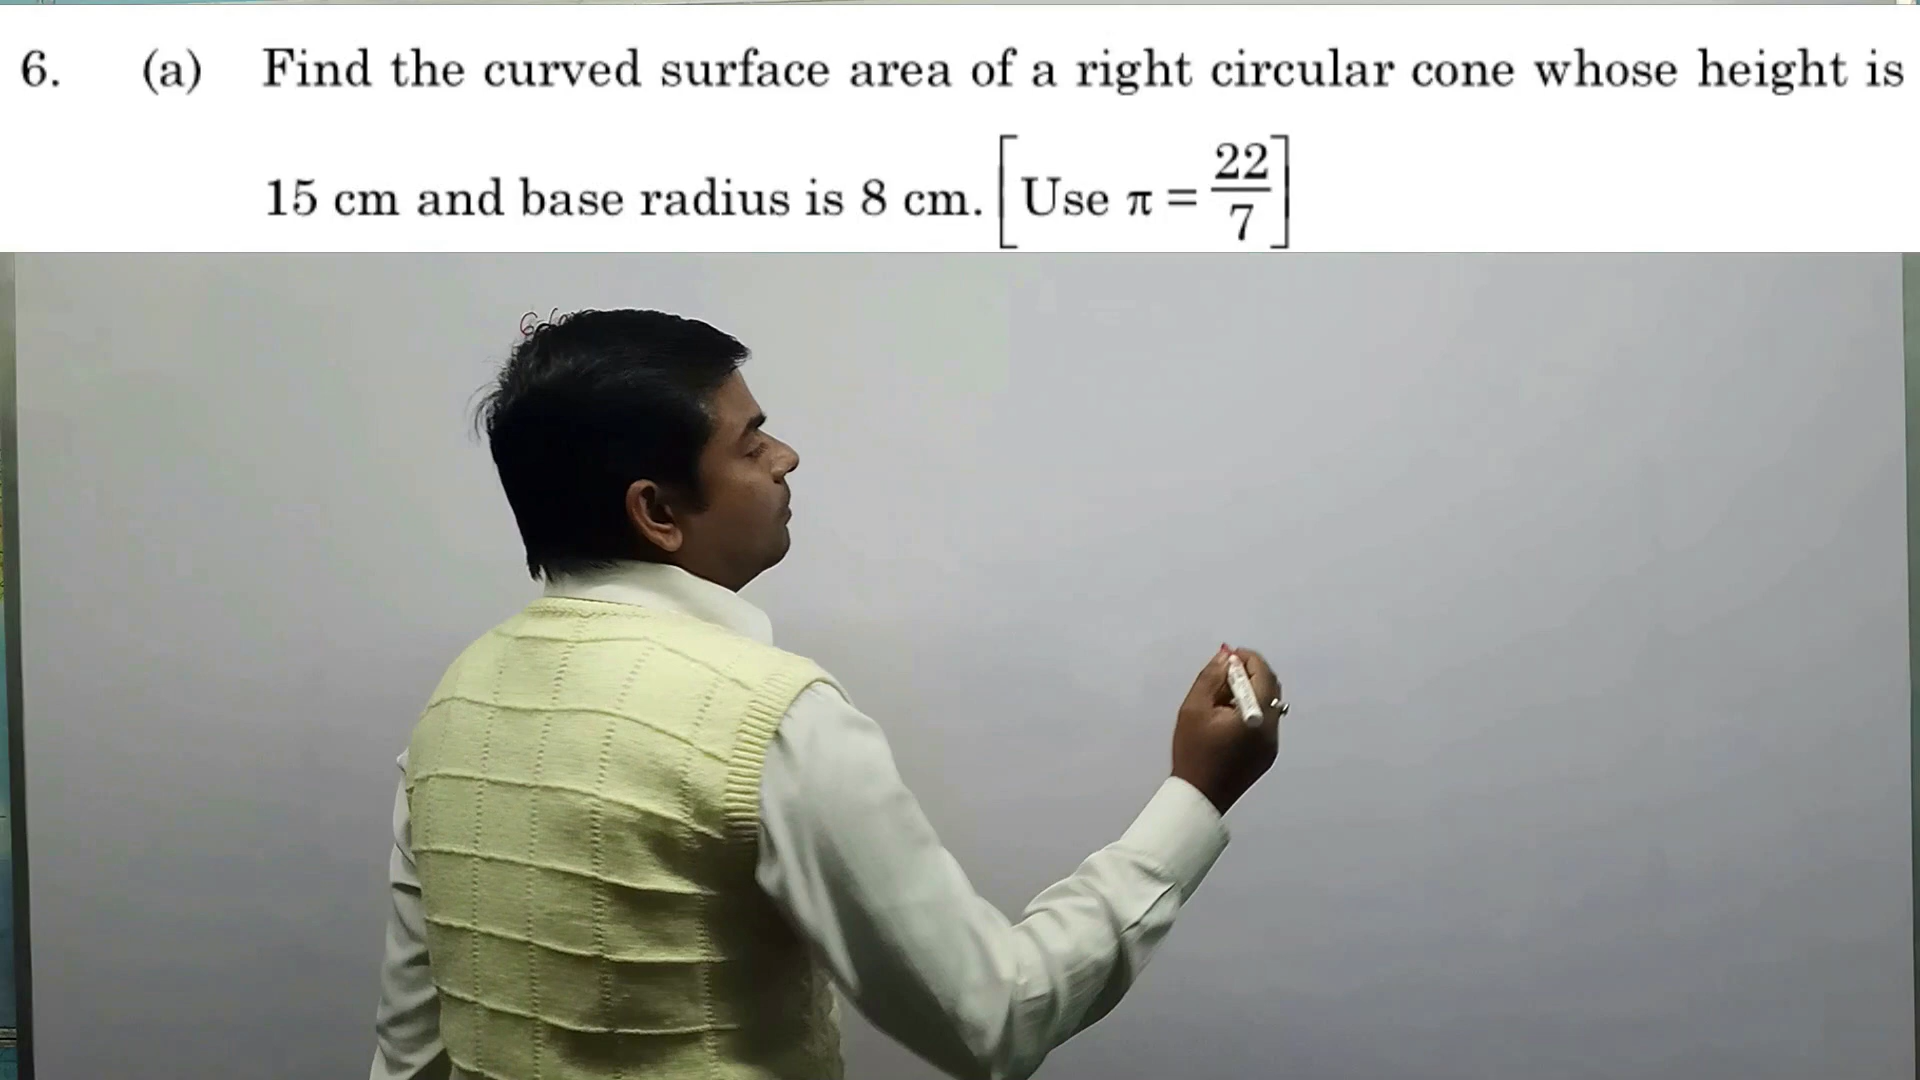 6. (a) Find the curved surface area of a right circular cone whose height is
15 cm and base radius is 8 cm. [Use π = 22/7]